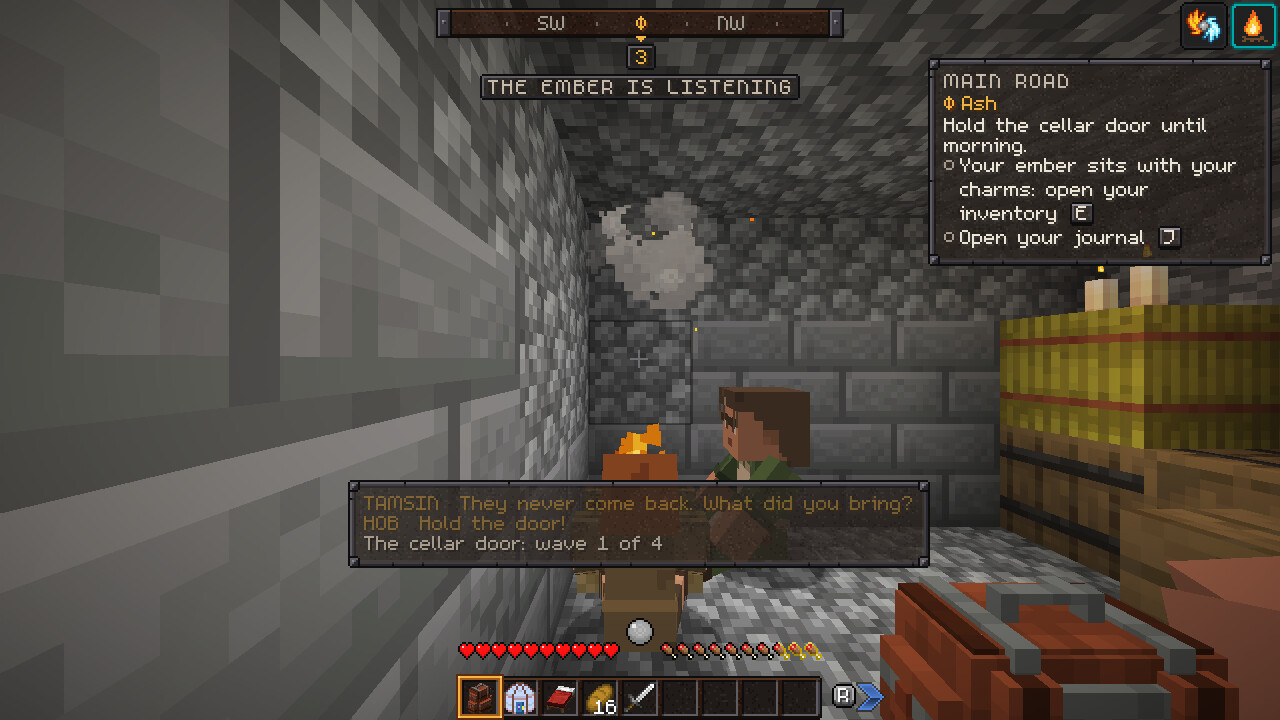 SW
NW
3
THE EMBER IS LISTENING
MAIN ROAD
Ash
Hold the cellar door until
morning.
Your ember sits with your
charms: open your
inventory E
Open your journal J
TAMSIN They never come back. What did you bring?
HOB Hold the door!
The cellar door: wave 1 of 4
16
R